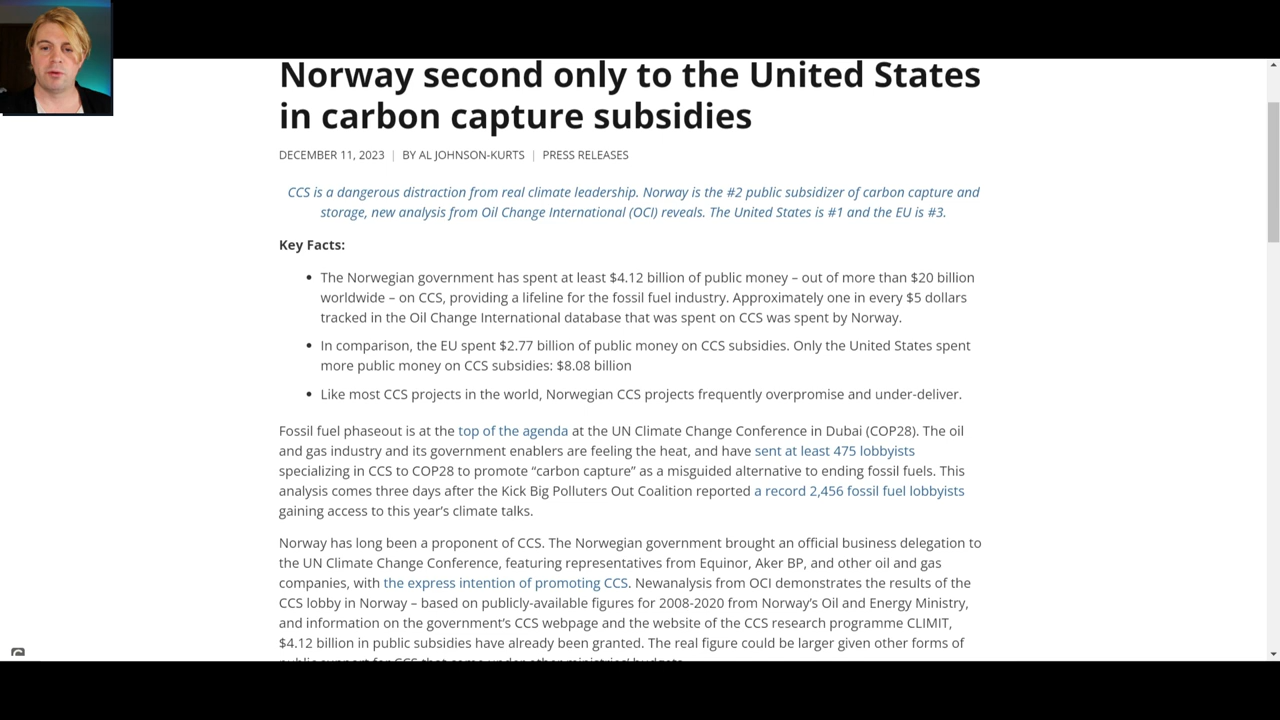 Norway second only to the United States
in carbon capture subsidies
DECEMBER 11, 2023 | BY AL JOHNSON-KURTS | PRESS RELEASES
CCS is a dangerous distraction from real climate leadership. Norway is the #2 public subsidizer of carbon capture and
storage, new analysis from Oil Change International (OCI) reveals. The United States is #1 and the EU is #3.
Key Facts:
• The Norwegian government has spent at least $4.12 billion of public money – out of more than $20 billion
worldwide – on CCS, providing a lifeline for the fossil fuel industry. Approximately one in every $5 dollars
tracked in the Oil Change International database that was spent on CCS was spent by Norway.
• In comparison, the EU spent $2.77 billion of public money on CCS subsidies. Only the United States spent
more public money on CCS subsidies: $8.08 billion
• Like most CCS projects in the world, Norwegian CCS projects frequently overpromise and under-deliver.
Fossil fuel phaseout is at the top of the agenda at the UN Climate Change Conference in Dubai (COP28). The oil
and gas industry and its government enablers are feeling the heat, and have sent at least 475 lobbyists
specializing in CCS to COP28 to promote “carbon capture” as a misguided alternative to ending fossil fuels. This
analysis comes three days after the Kick Big Polluters Out Coalition reported a record 2,456 fossil fuel lobbyists
gaining access to this year’s climate talks.
Norway has long been a proponent of CCS. The Norwegian government brought an official business delegation to
the UN Climate Change Conference, featuring representatives from Equinor, Aker BP, and other oil and gas
companies, with the express intention of promoting CCS. Newanalysis from OCI demonstrates the results of the
CCS lobby in Norway – based on publicly-available figures for 2008-2020 from Norway’s Oil and Energy Ministry,
and information on the government’s CCS webpage and the website of the CCS research programme CLIMIT,
$4.12 billion in public subsidies have already been granted. The real figure could be larger given other forms of